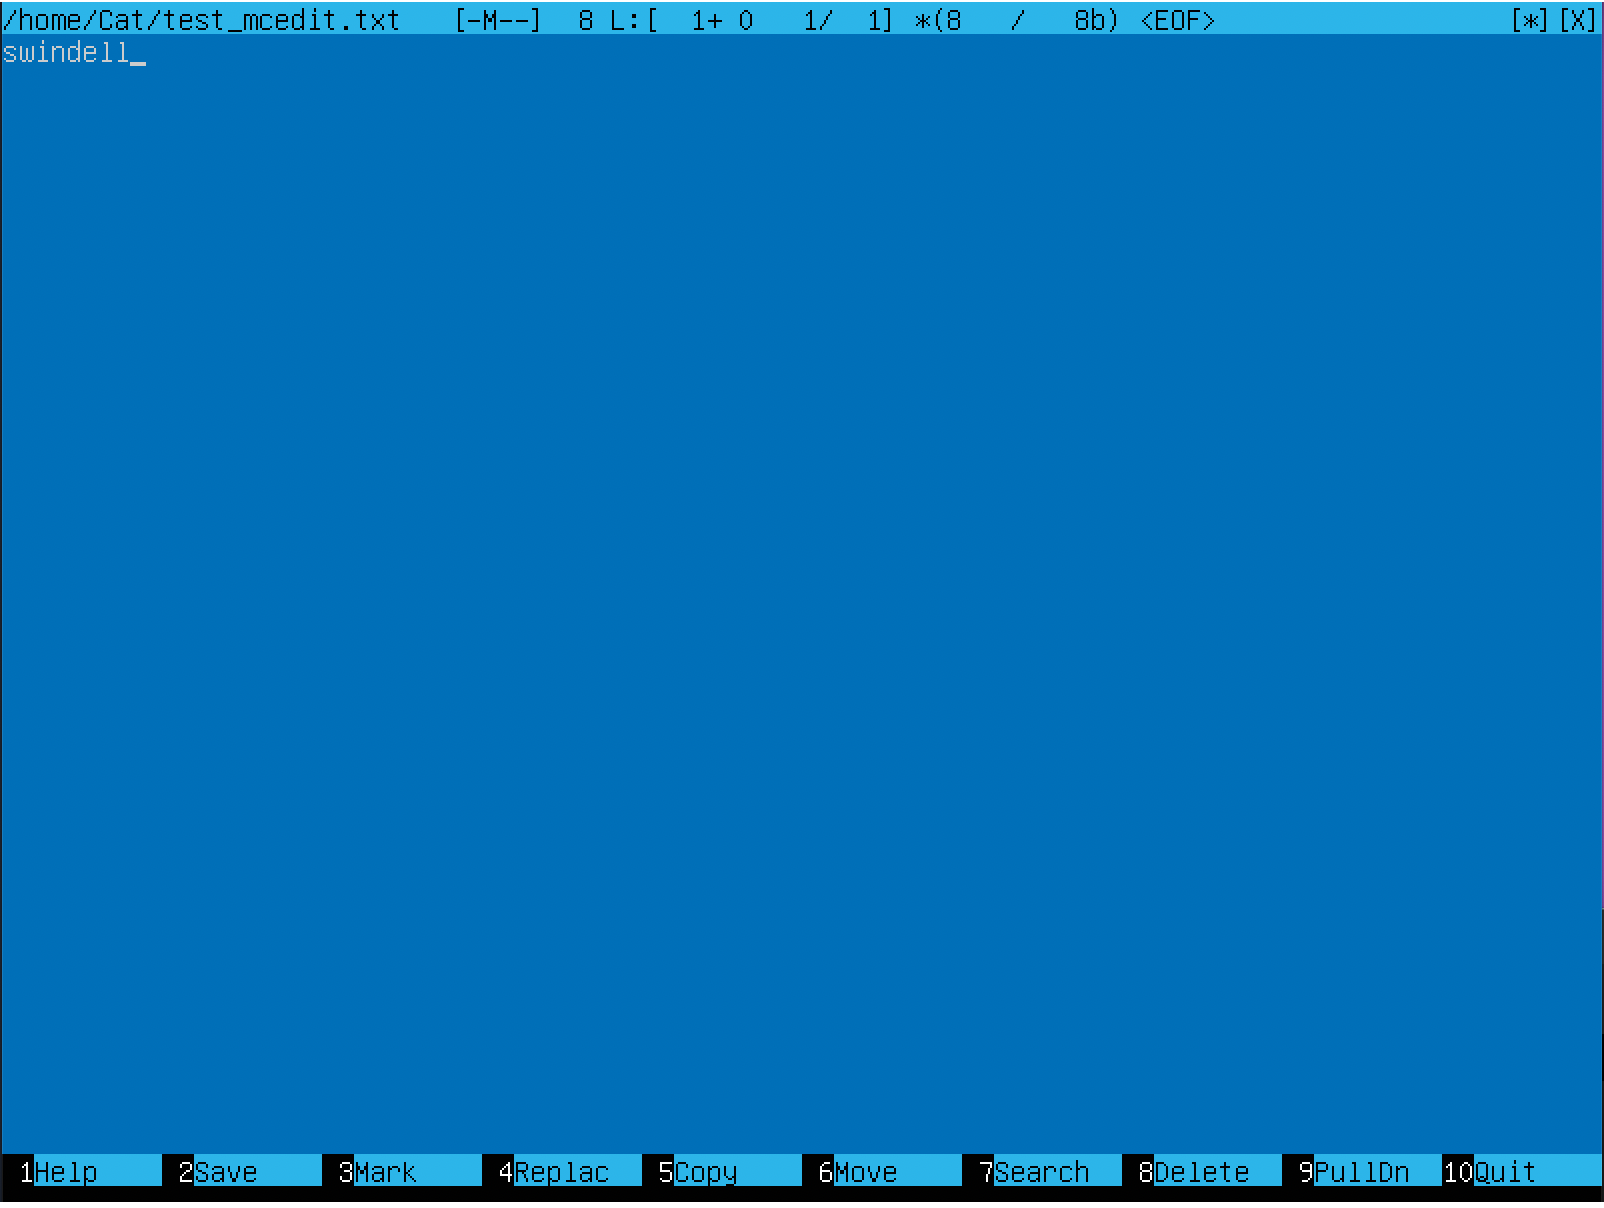 /home/Cat/test_mcedit.txt [-M--] 8 L:[ 1+ 0 1/ 1] *(8 / 8b) <EOF> [*][X]
swindell_
1Help 2Save 3Mark 4Replac 5Copy 6Move 7Search 8Delete 9PullDn 10Quit